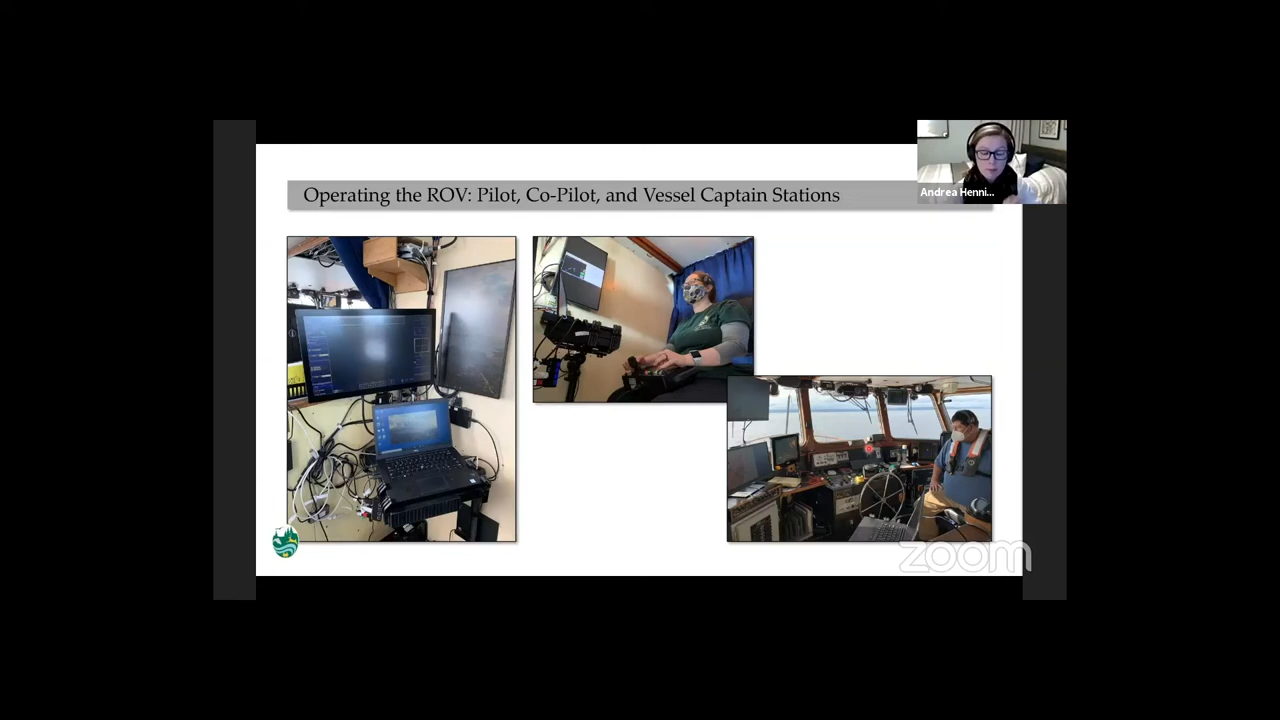 Operating the ROV: Pilot, Co-Pilot, and Vessel Captain Stations
Andrea Henni...
zoom